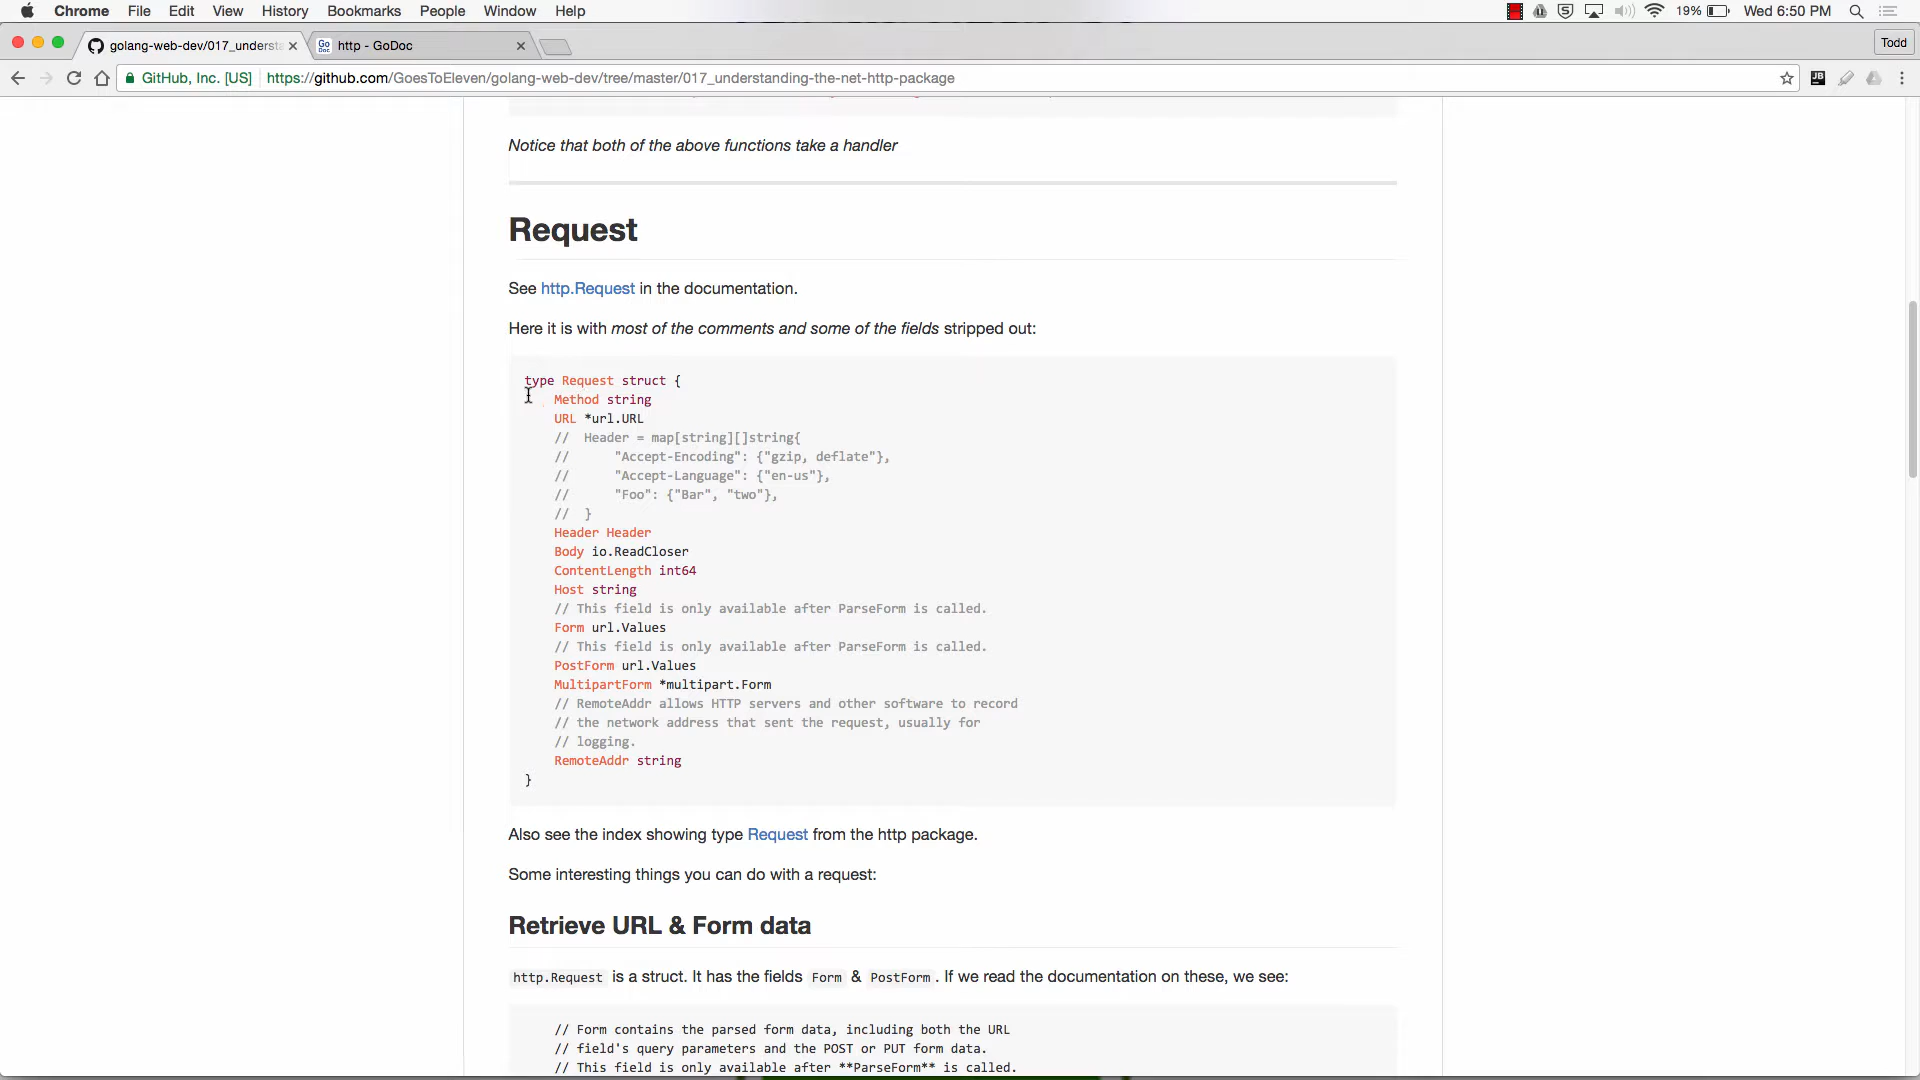 Chrome File Edit View History Bookmarks People Window Help 19% Wed 6:50 PM
golang-web-dev/017_underst
http - GoDoc
Todd
GitHub, Inc. [US] https://github.com/GoesToEleven/golang-web-dev/tree/master/017_understanding-the-net-http-package
Notice that both of the above functions take a handler
Request
See http.Request in the documentation.
Here it is with most of the comments and some of the fields stripped out:
type Request struct {
    Method string
    URL *url.URL
    //  Header = map[string][]string{
    //      "Accept-Encoding": {"gzip, deflate"},
    //      "Accept-Language": {"en-us"},
    //      "Foo": {"Bar", "two"},
    //  }
    Header Header
    Body io.ReadCloser
    ContentLength int64
    Host string
    // This field is only available after ParseForm is called.
    Form url.Values
    // This field is only available after ParseForm is called.
    PostForm url.Values
    MultipartForm *multipart.Form
    // RemoteAddr allows HTTP servers and other software to record
    // the network address that sent the request, usually for
    // logging.
    RemoteAddr string
}
Also see the index showing type Request from the http package.
Some interesting things you can do with a request:
Retrieve URL & Form data
http.Request is a struct. It has the fields Form & PostForm . If we read the documentation on these, we see:
    // Form contains the parsed form data, including both the URL
    // field's query parameters and the POST or PUT form data.
    // This field is only available after **ParseForm** is called.